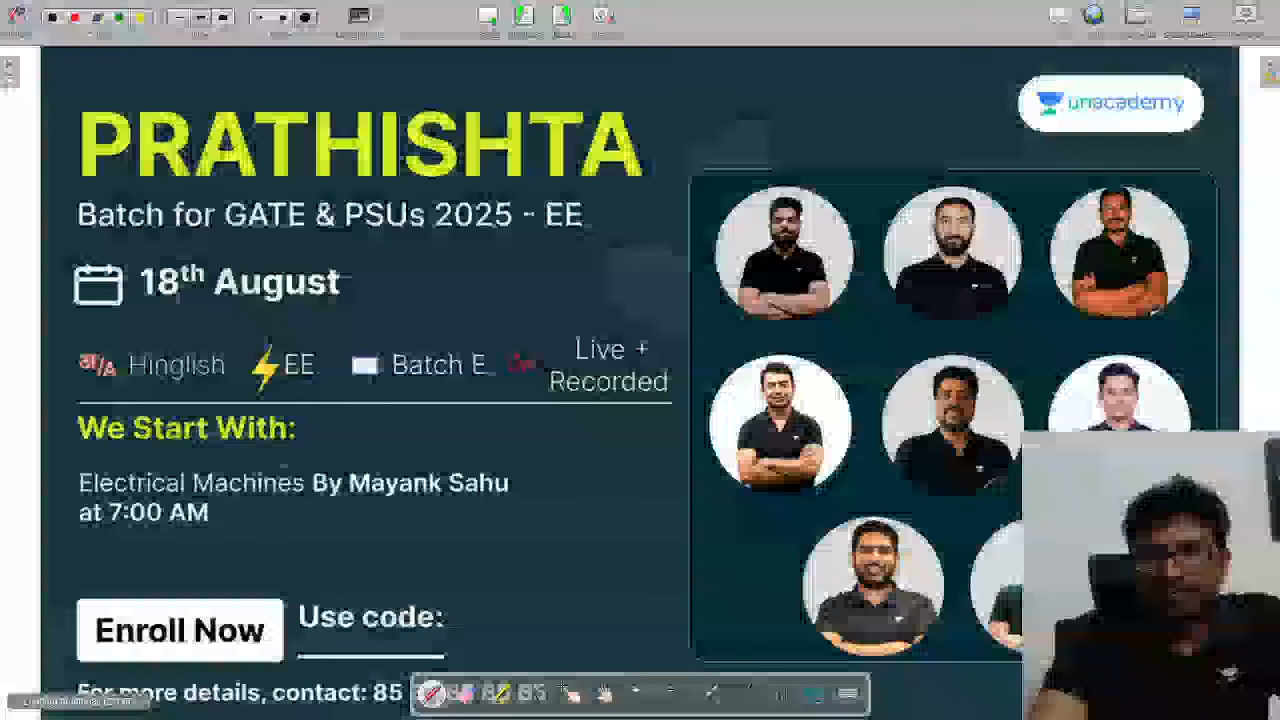 unacademy
PRATHISHTA
Batch for GATE & PSUs 2025 - EE
18th August
अ/A Hinglish
EE
Batch E
Live +
Recorded
We Start With:
Electrical Machines By Mayank Sahu
at 7:00 AM
Enroll Now
Use code:
For more details, contact: 85